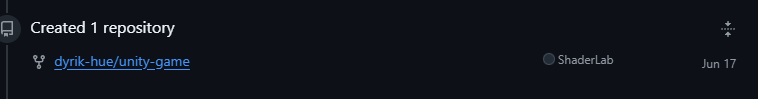 Created 1 repository
dyrik-hue/unity-game
ShaderLab
Jun 17